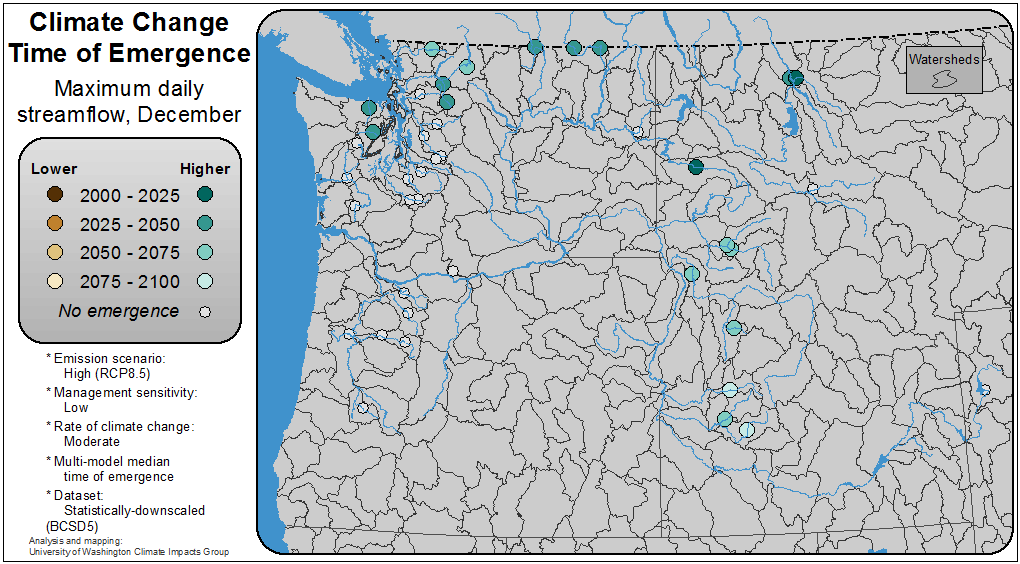 Climate Change
Time of Emergence
Maximum daily
streamflow, December
Lower Higher
2000 - 2025
2025 - 2050
2050 - 2075
2075 - 2100
No emergence
* Emission scenario:
High (RCP8.5)
* Management sensitivity:
Low
* Rate of climate change:
Moderate
* Multi-model median
time of emergence
* Dataset:
Statistically-downscaled
(BCSD5)
Analysis and mapping:
University of Washington Climate Impacts Group
Watersheds